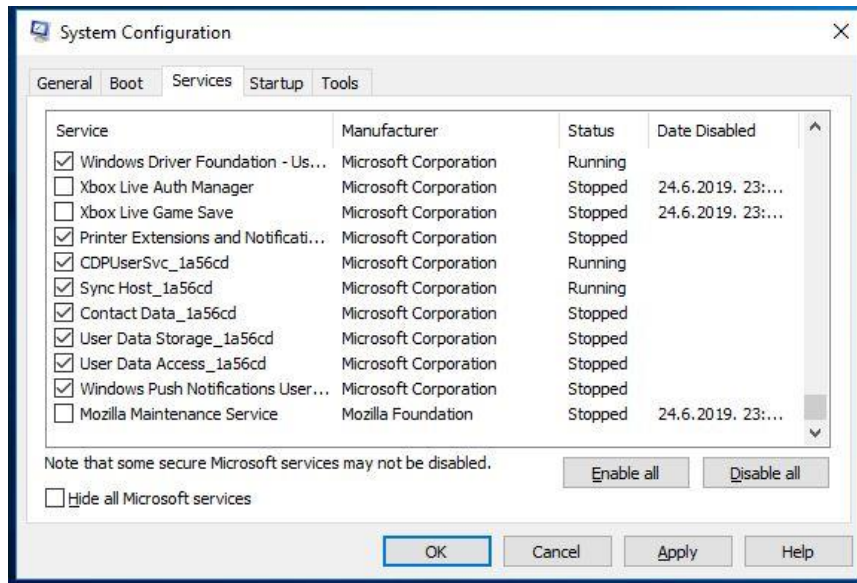 System Configuration
General Boot Services Startup Tools
Service Manufacturer Status Date Disabled
Windows Driver Foundation - Us... Microsoft Corporation Running
Xbox Live Auth Manager Microsoft Corporation Stopped 24.6.2019. 23:...
Xbox Live Game Save Microsoft Corporation Stopped 24.6.2019. 23:...
Printer Extensions and Notificati... Microsoft Corporation Stopped
CDPUserSvc_1a56cd Microsoft Corporation Running
Sync Host_1a56cd Microsoft Corporation Running
Contact Data_1a56cd Microsoft Corporation Stopped
User Data Storage_1a56cd Microsoft Corporation Stopped
User Data Access_1a56cd Microsoft Corporation Stopped
Windows Push Notifications User... Microsoft Corporation Stopped
Mozilla Maintenance Service Mozilla Foundation Stopped 24.6.2019. 23:...
Note that some secure Microsoft services may not be disabled.
Enable all Disable all
Hide all Microsoft services
OK Cancel Apply Help